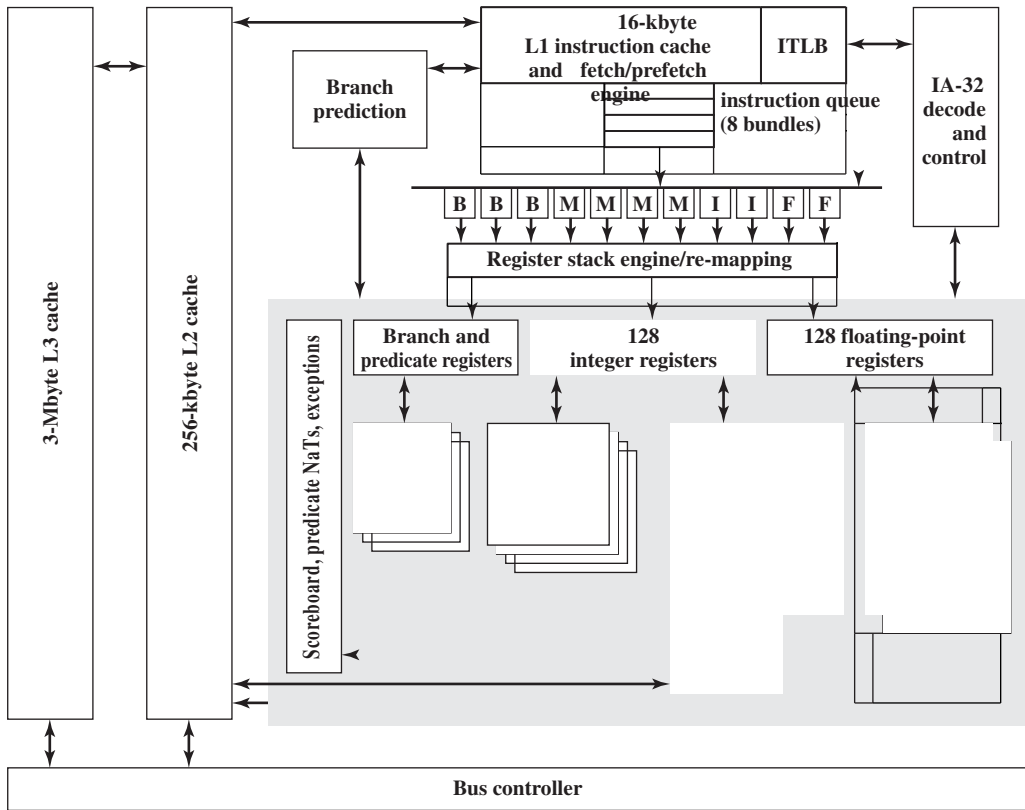 16-kbyte
L1 instruction cache
and fetch/prefetch
engine
ITLB
Branch
prediction
instruction queue
(8 bundles)
IA-32
decode
and
control
B B B M M M M I I F F
Register stack engine/re-mapping
3-Mbyte L3 cache
256-kbyte L2 cache
Scoreboard, predicate NaTs, exceptions
Branch and
predicate registers
128
integer registers
128 floating-point
registers
Bus controller